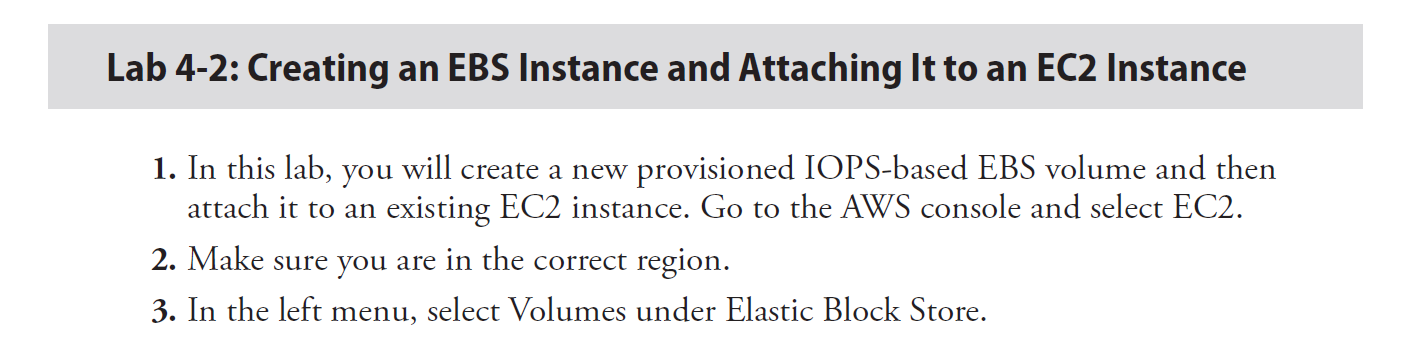 Lab 4-2: Creating an EBS Instance and Attaching It to an EC2 Instance
1. In this lab, you will create a new provisioned IOPS-based EBS volume and then
attach it to an existing EC2 instance. Go to the AWS console and select EC2.
2. Make sure you are in the correct region.
3. In the left menu, select Volumes under Elastic Block Store.